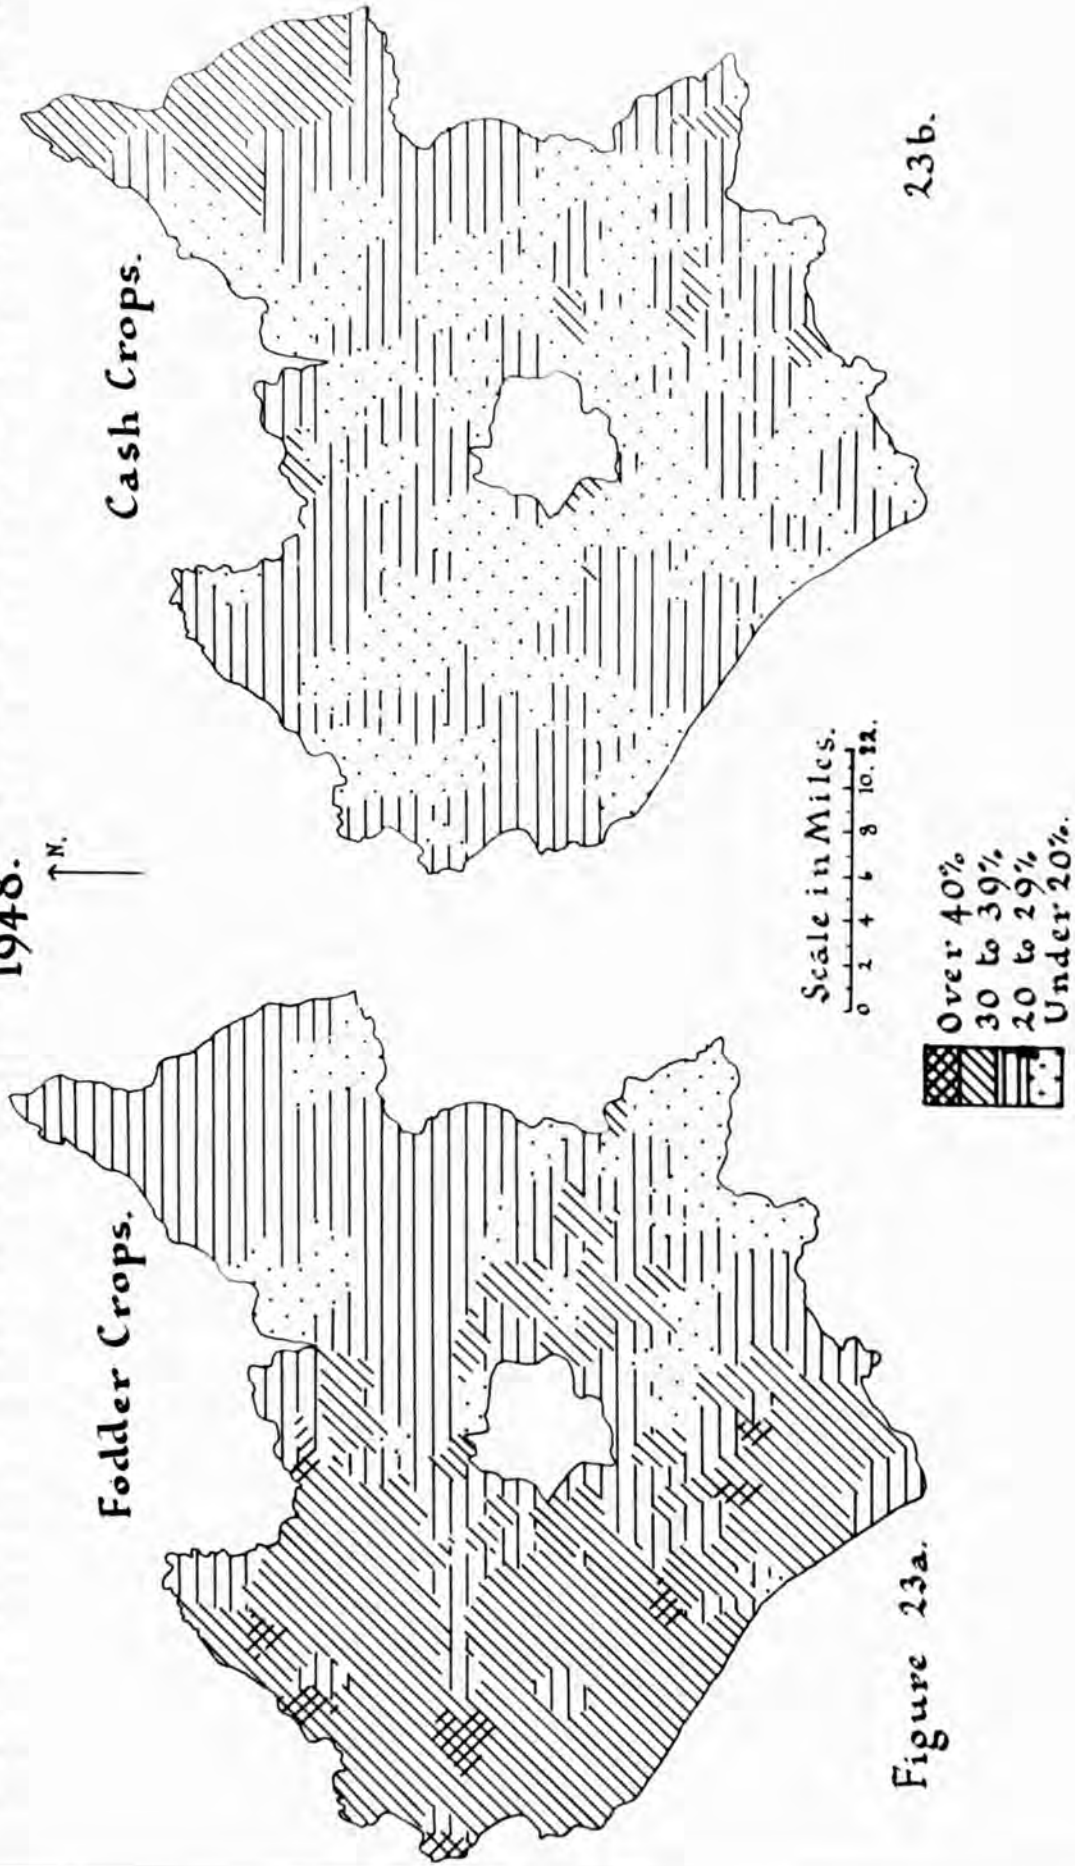 1948.
N.
Fodder Crops.
Cash Crops.
Scale in Miles.
0 2 4 6 8 10. 12.
Over 40%
30 to 39%
20 to 29%
Under 20%.
Figure 23a.
23b.